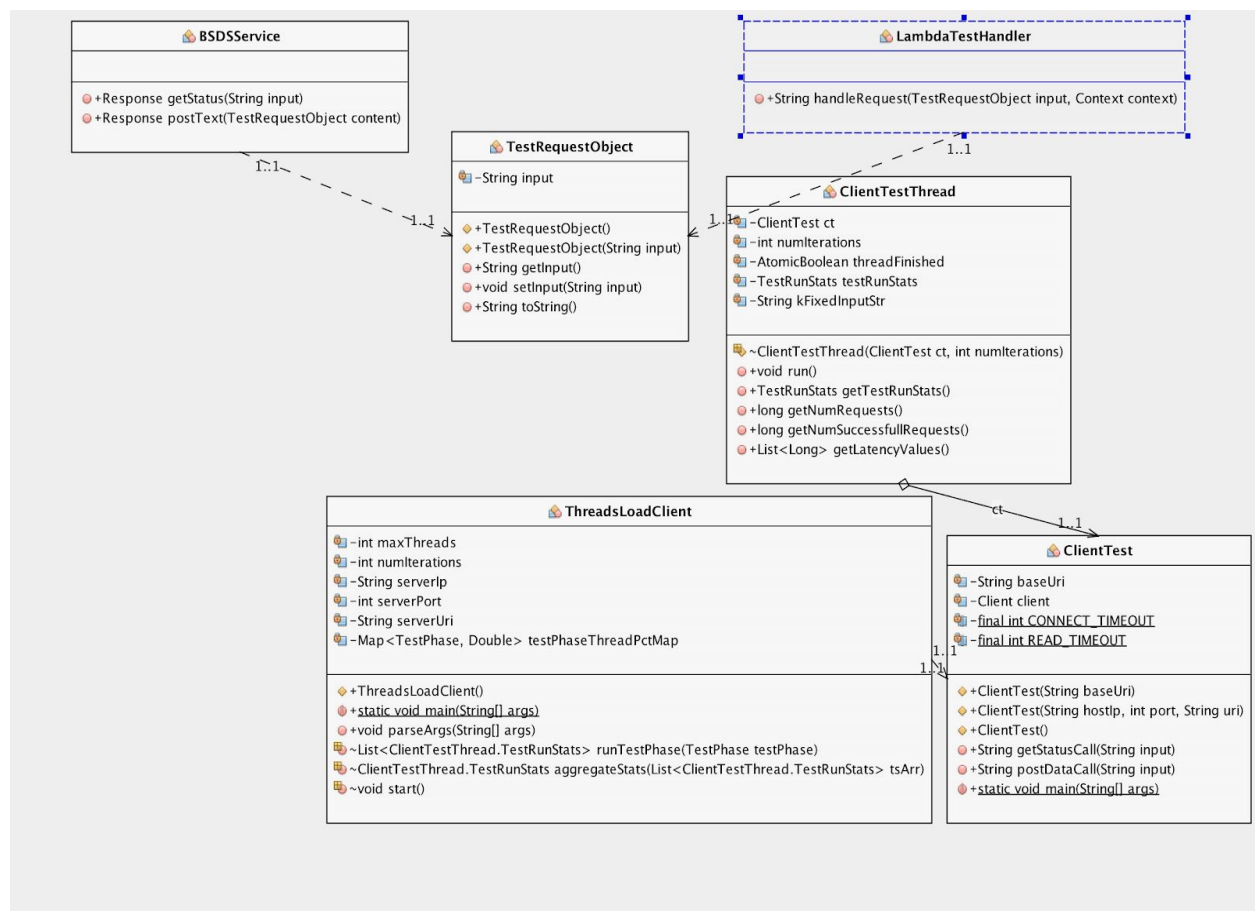 BSDSService
+Response getStatus(String input)
+Response postText(TestRequestObject content)
1..1
1..1
LambdaTestHandler
+String handleRequest(TestRequestObject input, Context context)
1..1
1..1
TestRequestObject
-String input
+TestRequestObject()
+TestRequestObject(String input)
+String getInput()
+void setInput(String input)
+String toString()
ClientTestThread
-ClientTest ct
-int numIterations
-AtomicBoolean threadFinished
-TestRunStats testRunStats
-String kFixedInputStr
~ClientTestThread(ClientTest ct, int numIterations)
+void run()
+TestRunStats getTestRunStats()
+long getNumRequests()
+long getNumSuccessfullRequests()
+List<Long> getLatencyValues()
ct
1..1
ThreadsLoadClient
-int maxThreads
-int numIterations
-String serverIp
-int serverPort
-String serverUri
-Map<TestPhase, Double> testPhaseThreadPctMap
+ThreadsLoadClient()
+static void main(String[] args)
+void parseArgs(String[] args)
~List<ClientTestThread.TestRunStats> runTestPhase(TestPhase testPhase)
~ClientTestThread.TestRunStats aggregateStats(List<ClientTestThread.TestRunStats> tsArr)
~void start()
1..1
1..1
ClientTest
-String baseUri
-Client client
-final int CONNECT_TIMEOUT
-final int READ_TIMEOUT
+ClientTest(String baseUri)
+ClientTest(String hostIp, int port, String uri)
+ClientTest()
+String getStatusCall(String input)
+String postDataCall(String input)
+static void main(String[] args)